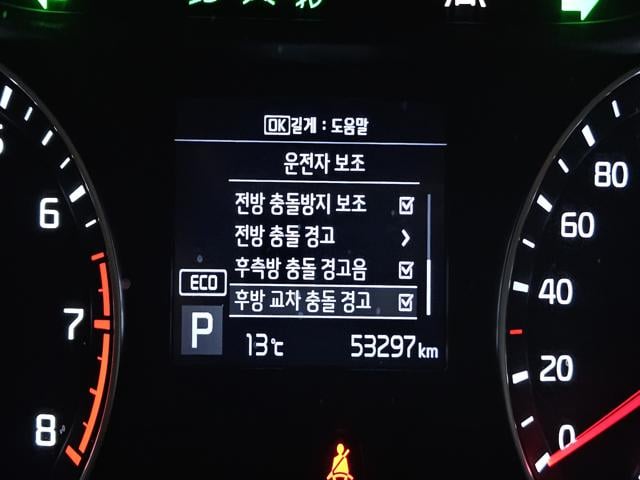 OK길게 : 도움말
운전자 보조
전방 충돌방지 보조
전방 충돌 경고
후측방 충돌 경고음
후방 교차 충돌 경고
ECO
P
13℃ 53297 km
6
7
8
80
60
40
20
0